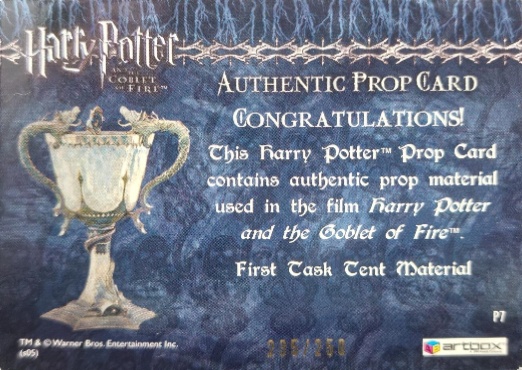 Harry Potter
AND THE
GOBLET
OF FIRE™
AUTHENTIC PROP CARD
CONGRATULATIONS!
This Harry Potter™ Prop Card
contains authentic prop material
used in the film Harry Potter
and the Goblet of Fire™.
First Task Tent Material
P7
TM & © Warner Bros. Entertainment Inc.
(s05)
artbox